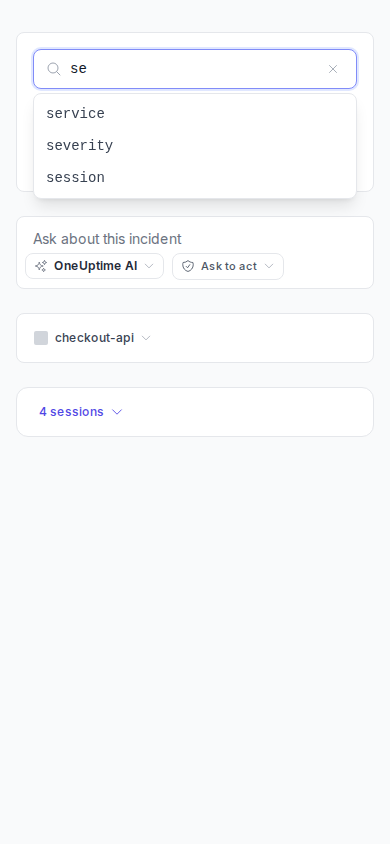 se
service
severity
session
Ask about this incident
OneUptime AI
Ask to act
checkout-api
4 sessions